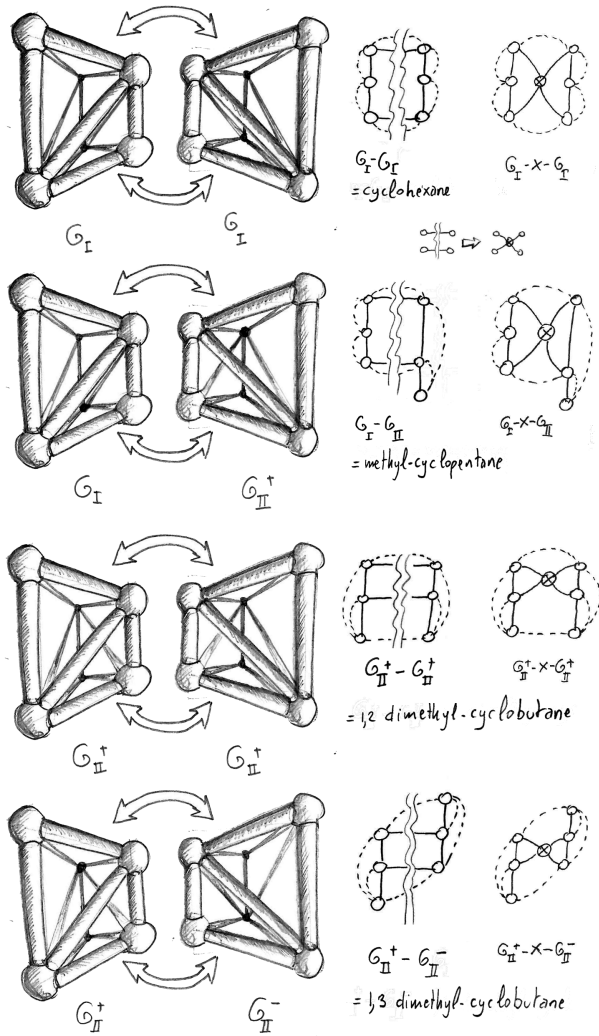 G_I G_I
G_I-G_I
= cyclohexane
G_I-X-G_I
G_I G_II^+
G_I-G_II
= methyl-cyclopentane
G_I-X-G_II
G_II^+ G_II^+
G_II^+ - G_II^+
= 1,2 dimethyl-cyclobutane
G_II^+-X-G_II^+
G_II^+ G_II^-
G_II^+ - G_II^-
= 1,3 dimethyl-cyclobutane
G_II^+-X-G_II^-